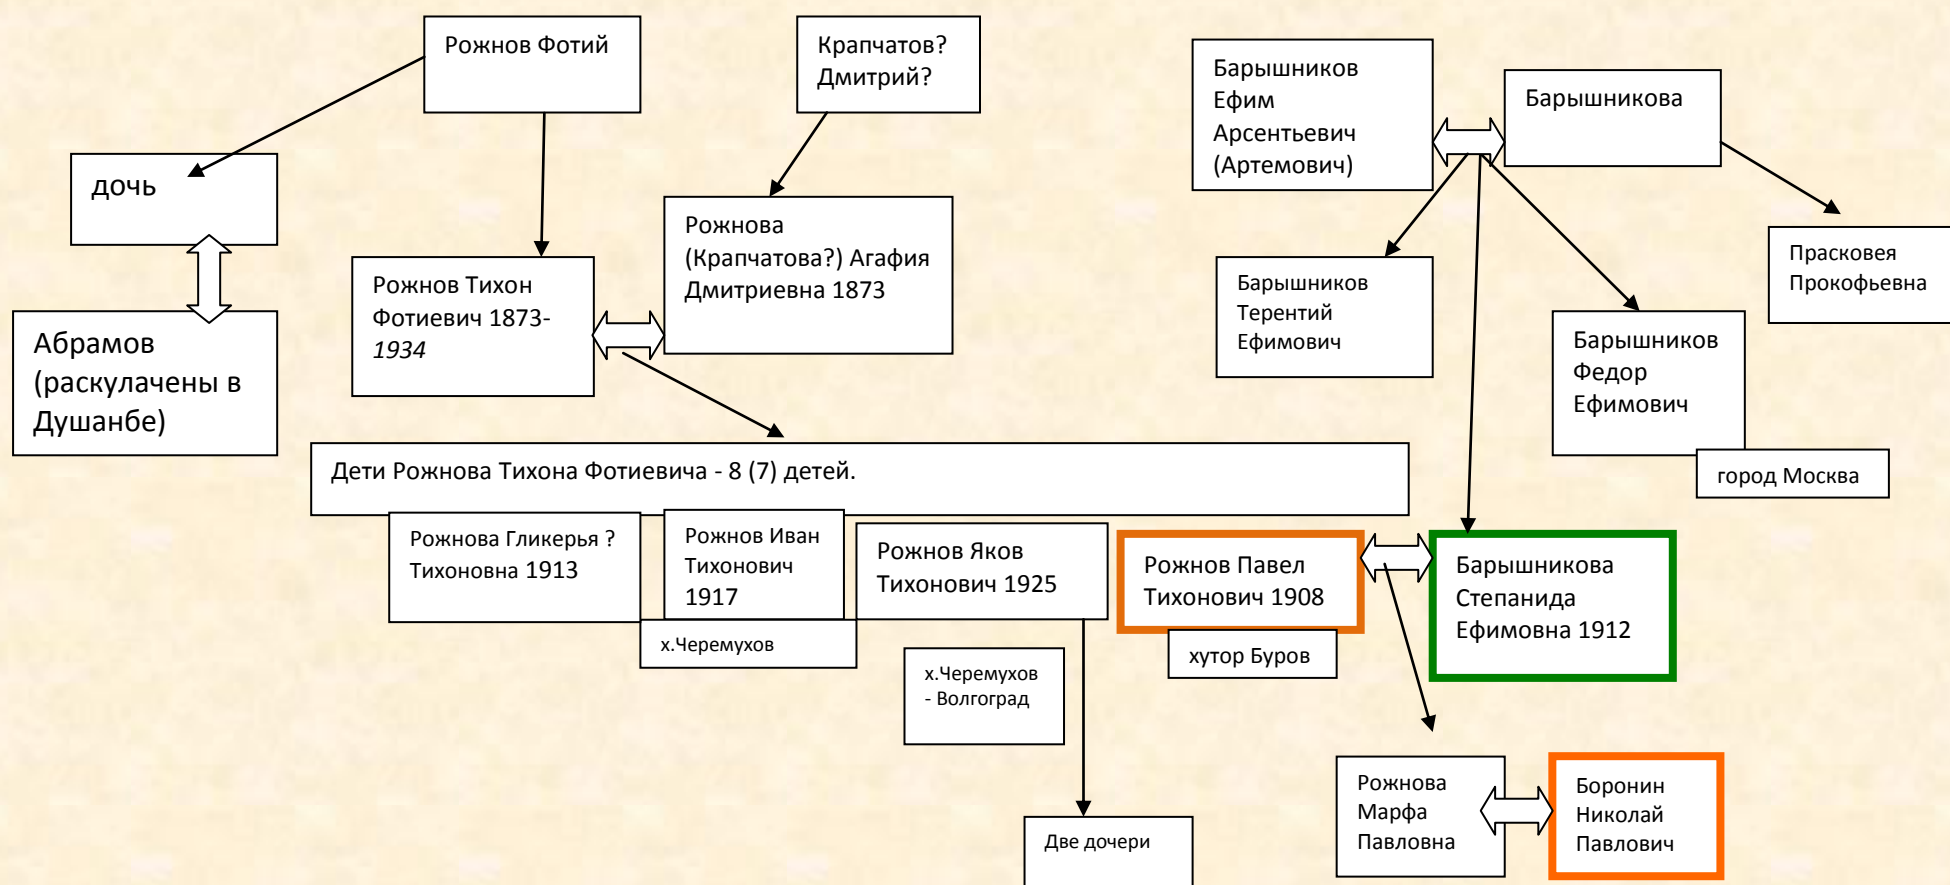 Рожнов Фотий
Крапчатов?
Дмитрий?
Барышников
Ефим
Арсентьевич
(Артемович)
Барышникова
дочь
Рожнова
(Крапчатова?) Агафия
Дмитриевна 1873
Прасковея
Прокофьевна
Рожнов Тихон
Фотиевич 1873-
1934
Барышников
Терентий
Ефимович
Абрамов
(раскулачены в
Душанбе)
Барышников
Федор
Ефимович
город Москва
Дети Рожнова Тихона Фотиевича - 8 (7) детей.
Рожнова Гликерья ?
Тихоновна 1913
Рожнов Иван
Тихонович
1917
х.Черемухов
Рожнов Яков
Тихонович 1925
х.Черемухов
- Волгоград
Рожнов Павел
Тихонович 1908
хутор Буров
Барышникова
Степанида
Ефимовна 1912
Две дочери
Рожнова
Марфа
Павловна
Боронин
Николай
Павлович